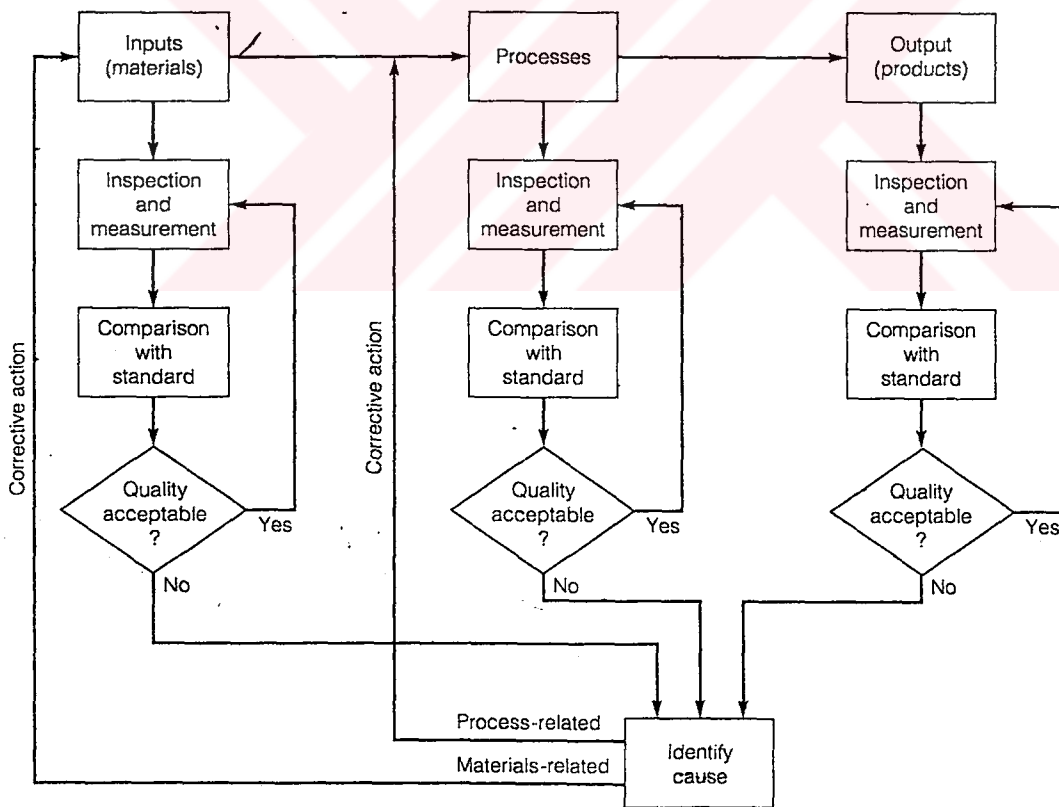 Inputs
(materials)
Processes
Output
(products)
Inspection
and
measurement
Inspection
and
measurement
Inspection
and
measurement
Comparison
with
standard
Comparison
with
standard
Comparison
with
standard
Corrective action
Corrective action
Quality
acceptable
?
Yes
No
Quality
acceptable
?
Yes
No
Quality
acceptable
?
Yes
No
Process-related
Materials-related
Identify
cause